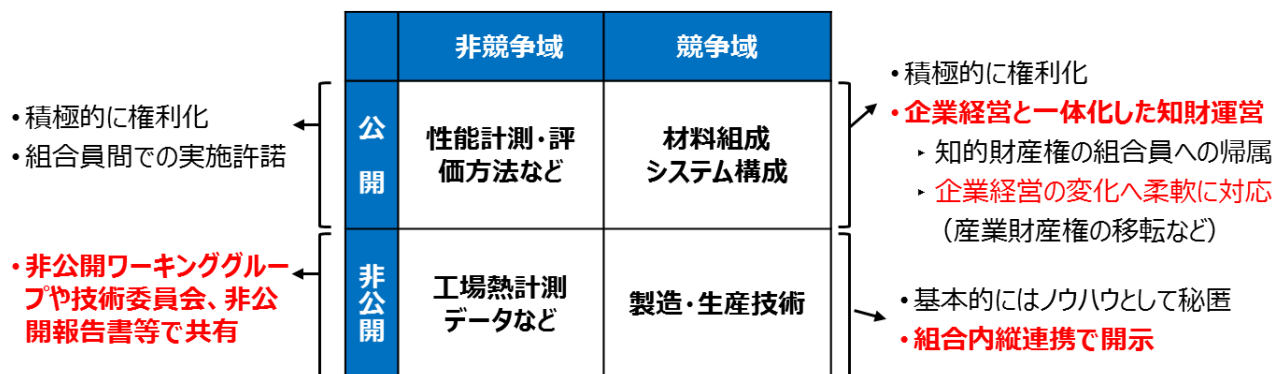 非競争域
競争域
・積極的に権利化
・組合員間での実施許諾
公開
性能計測・評
価方法など
材料組成
システム構成
・積極的に権利化
・企業経営と一体化した知財運営
▸ 知的財産権の組合員への帰属
▸ 企業経営の変化へ柔軟に対応
（産業財産権の移転など）
・非公開ワーキンググルー
プや技術委員会、非公
開報告書等で共有
非公開
工場熱計測
データなど
製造・生産技術
・基本的にはノウハウとして秘匿
・組合内縦連携で開示